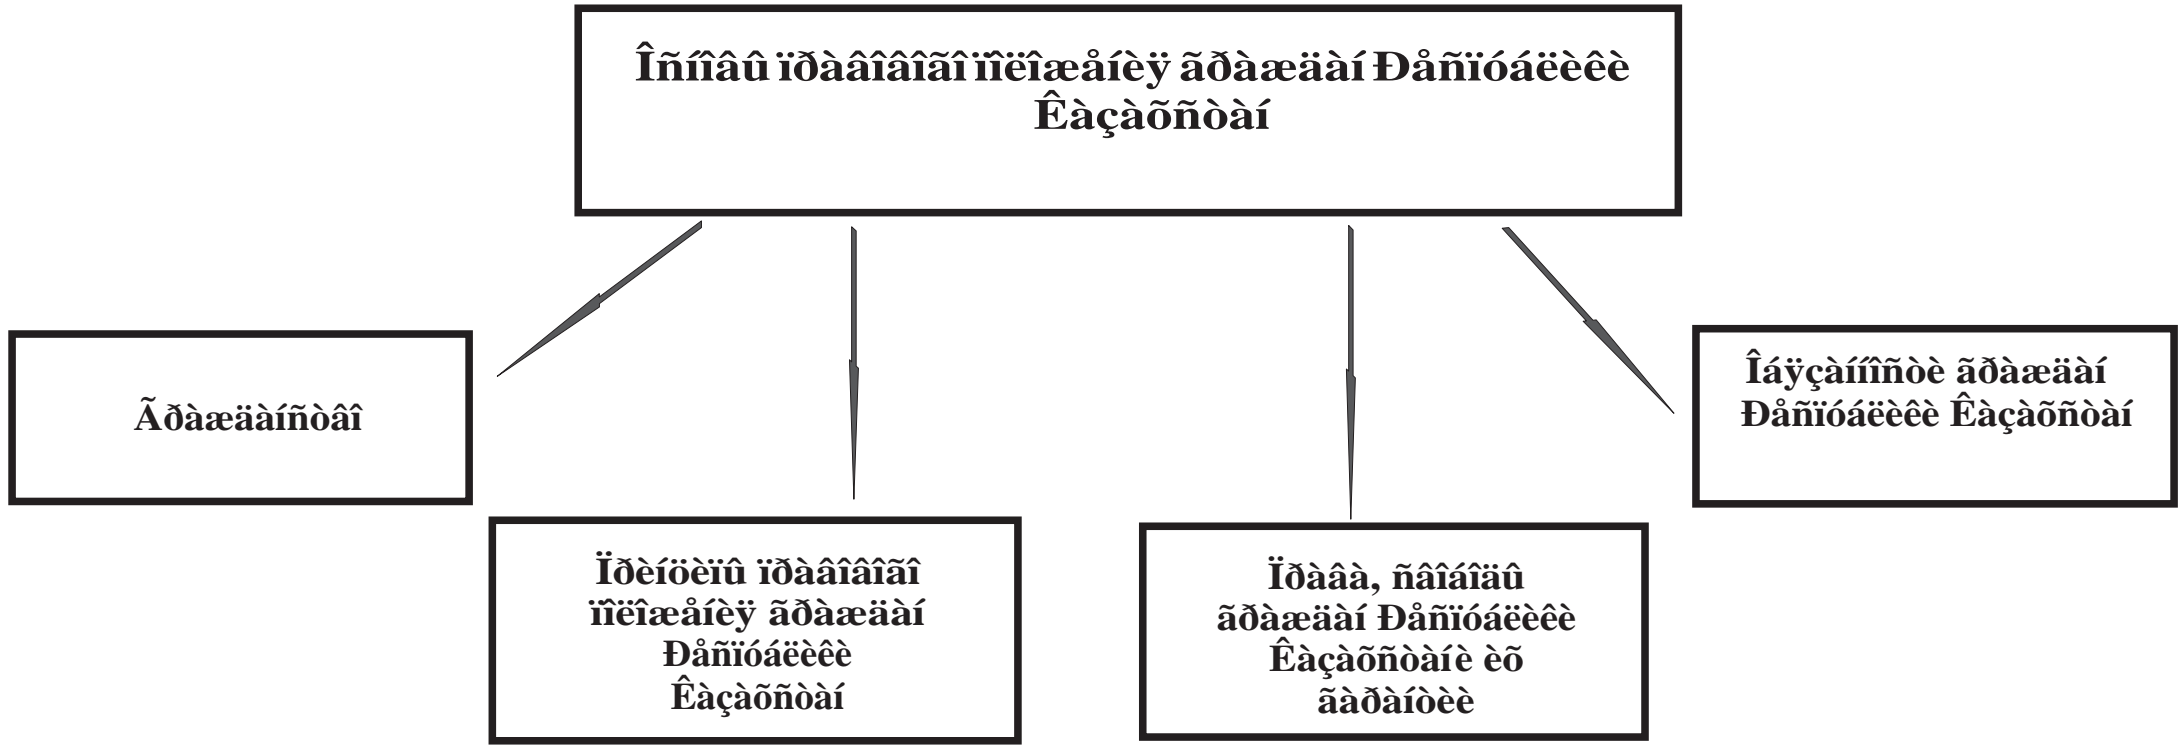 Îñíîâû ïðàâîâîãî ïîëîæåíèÿ ãðàæäàí Ðåñïóáëèêè
Êàçàõñòàí
Ãðàæäàíñòâî
Îáÿçàííîñòè ãðàæäàí
Ðåñïóáëèêè Êàçàõñòàí
Ïðèíöèïû ïðàâîâîãî
ïîëîæåíèÿ ãðàæäàí
Ðåñïóáëèêè
Êàçàõñòàí
Ïðàâà, ñâîáîäû
ãðàæäàí Ðåñïóáëèêè
Êàçàõñòàíè èõ
ãàðàíòèè